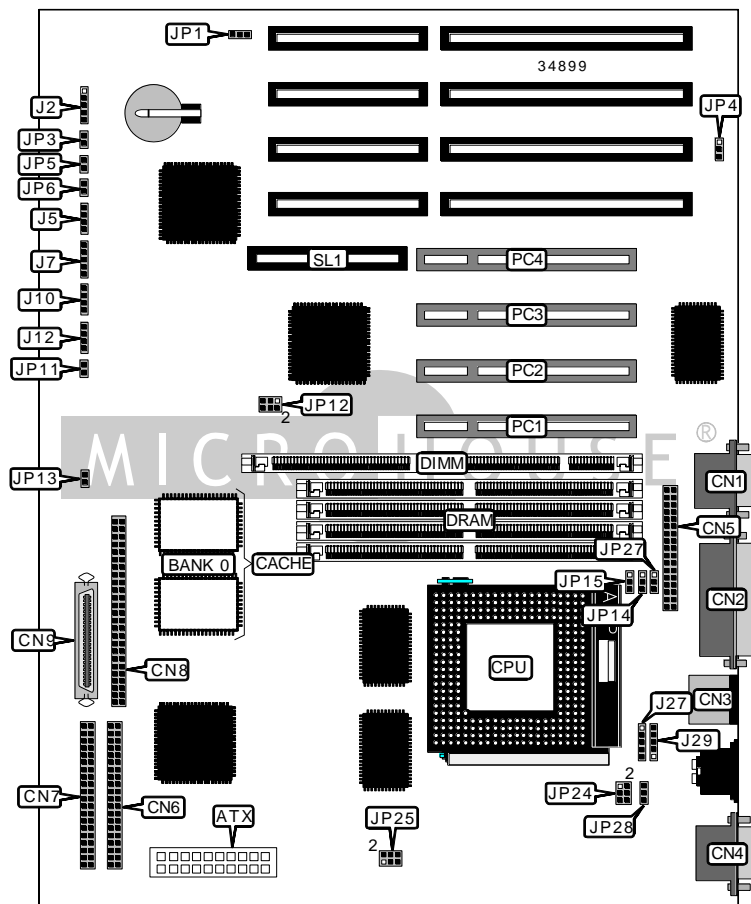 JP1
34899
J2
JP4
JP3
JP5
JP6
J5
J7
SL1
PC4
J10
PC3
J12
JP11
PC2
JP12
2
PC1
MICRO HOUSE ®
DIMM
JP13
CN1
DRAM
CN5
JP27
BANK 0
CACHE
JP15
JP14
CN2
CN9
CN8
CPU
CN3
J27
J29
2
CN7
CN6
ATX
JP24
JP25
2
JP28
CN4